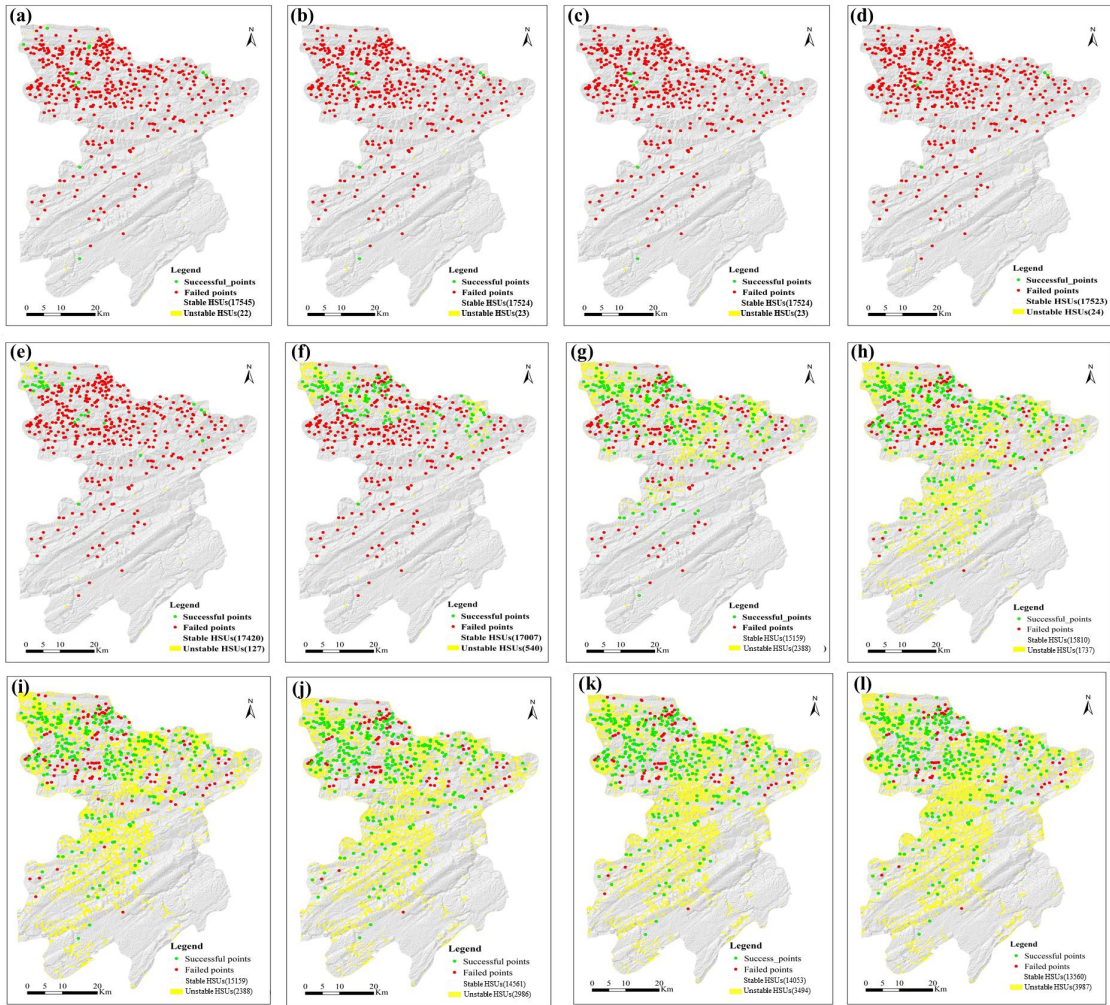 (a)
N
Legend
Successful_points
Failed points
Stable HSUs(17545)
Unstable HSUs(22)
0 5 10 20 Km
(b)
N
Legend
Successful points
Failed points
Stable HSUs(17524)
Unstable HSUs(23)
0 5 10 20 Km
(c)
N
Legend
Successful points
Failed points
Stable HSUs(17524)
Unstable HSUs(23)
0 5 10 20 Km
(d)
N
Legend
Successful points
Failed points
Stable HSUs(17523)
Unstable HSUs(24)
0 5 10 20 Km
(e)
N
Legend
Successful points
Failed points
Stable HSUs(17420)
Unstable HSUs(127)
0 5 10 20 Km
(f)
N
Legend
Successful points
Failed points
Stable HSUs(17007)
Unstable HSUs(540)
0 5 10 20 Km
(g)
N
Legend
Successful_points
Failed points
Stable HSUs(15159)
Unstable HSUs(2388) )
0 5 10 20 Km
(h)
N
Legend
Successful_points
Failed points
Stable HSUs(15810)
Unstable HSUs(1737)
0 5 10 20 Km
(i)
N
Legend
Successful points
Failed points
Stable HSUs(15159)
Unstable HSUs(2388)
0 5 10 20 Km
(j)
N
Legend
Successful points
Failed points
Stable HSUs(14561)
Unstable HSUs(2986)
0 5 10 20 Km
(k)
N
Legend
Success_points
Failed points
Stable HSUs(14053)
Unstable HSUs(3494)
0 5 10 20 Km
(l)
N
Legend
Successful points
Failed points
Stable HSUs(13560)
Unstable HSUs(3987)
0 5 10 20 Km